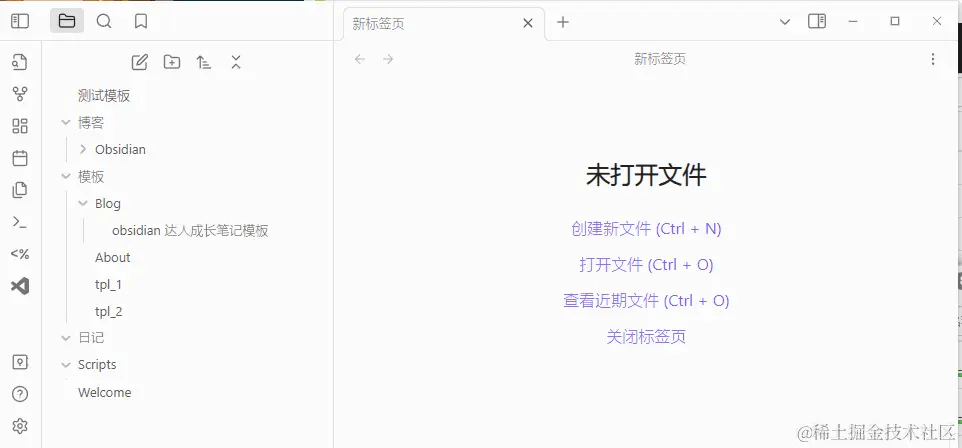 新标签页
新标签页
测试模板
博客
Obsidian
模板
Blog
obsidian 达人成长笔记模板
About
tpl_1
tpl_2
日记
Scripts
Welcome
<%
未打开文件
创建新文件 (Ctrl + N)
打开文件 (Ctrl + O)
查看近期文件 (Ctrl + O)
关闭标签页
@稀土掘金技术社区